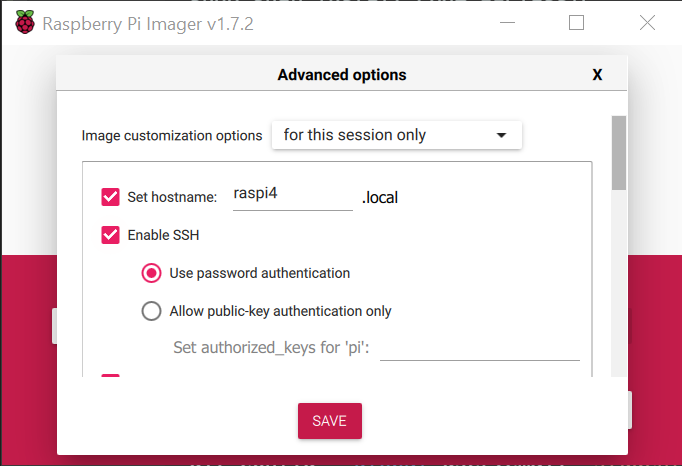 Raspberry Pi Imager v1.7.2
Advanced options X
Image customization options for this session only
Set hostname: raspi4 .local
Enable SSH
Use password authentication
Allow public-key authentication only
Set authorized_keys for 'pi':
SAVE